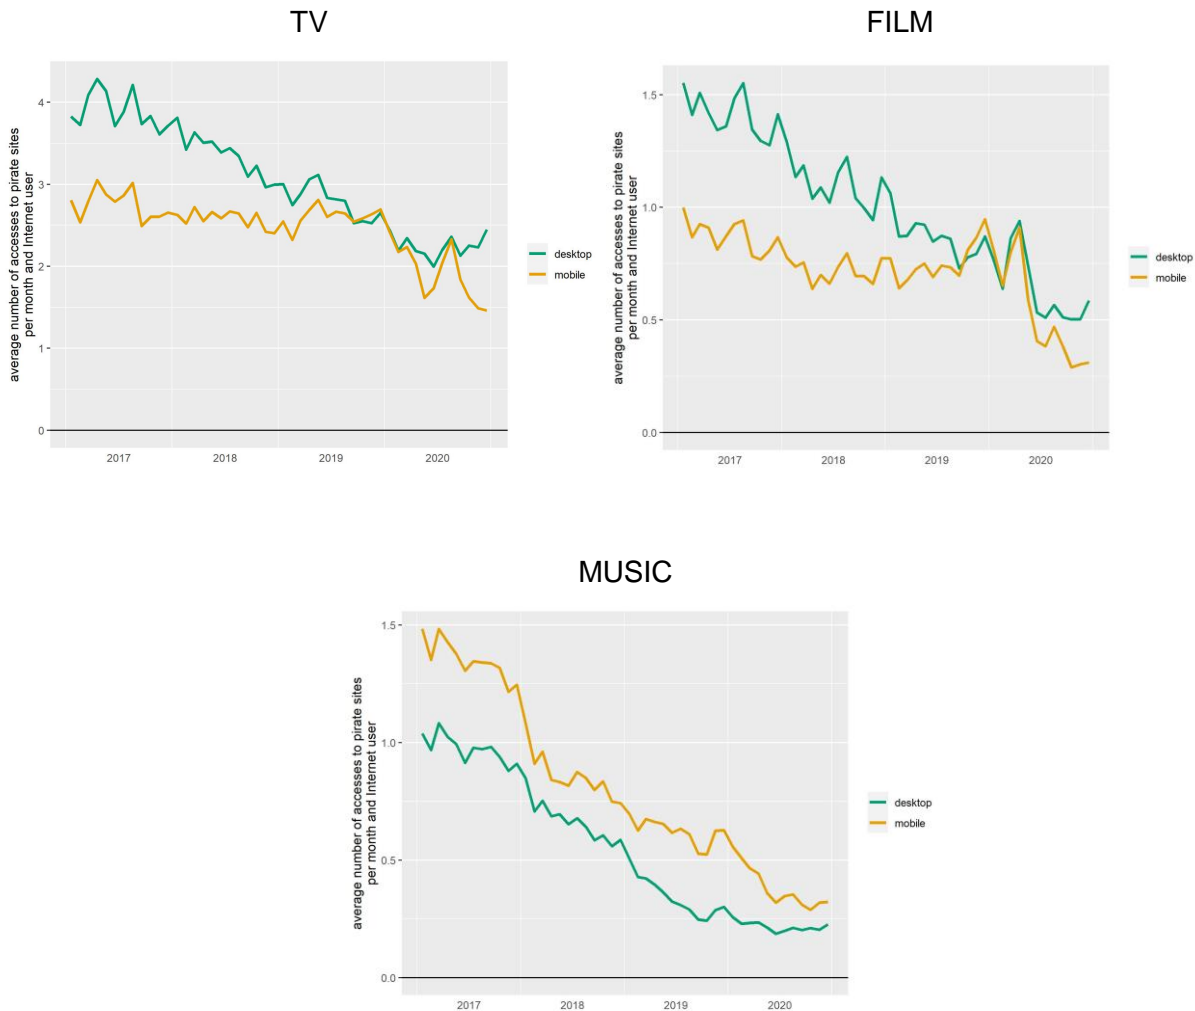 TV
average number of accesses to pirate sites
per month and Internet user
4
3
2
1
0
2017
2018
2019
2020
desktop
mobile
FILM
average number of accesses to pirate sites
per month and Internet user
1.5
1.0
0.5
0.0
2017
2018
2019
2020
desktop
mobile
MUSIC
average number of accesses to pirate sites
per month and Internet user
1.5
1.0
0.5
0.0
2017
2018
2019
2020
desktop
mobile